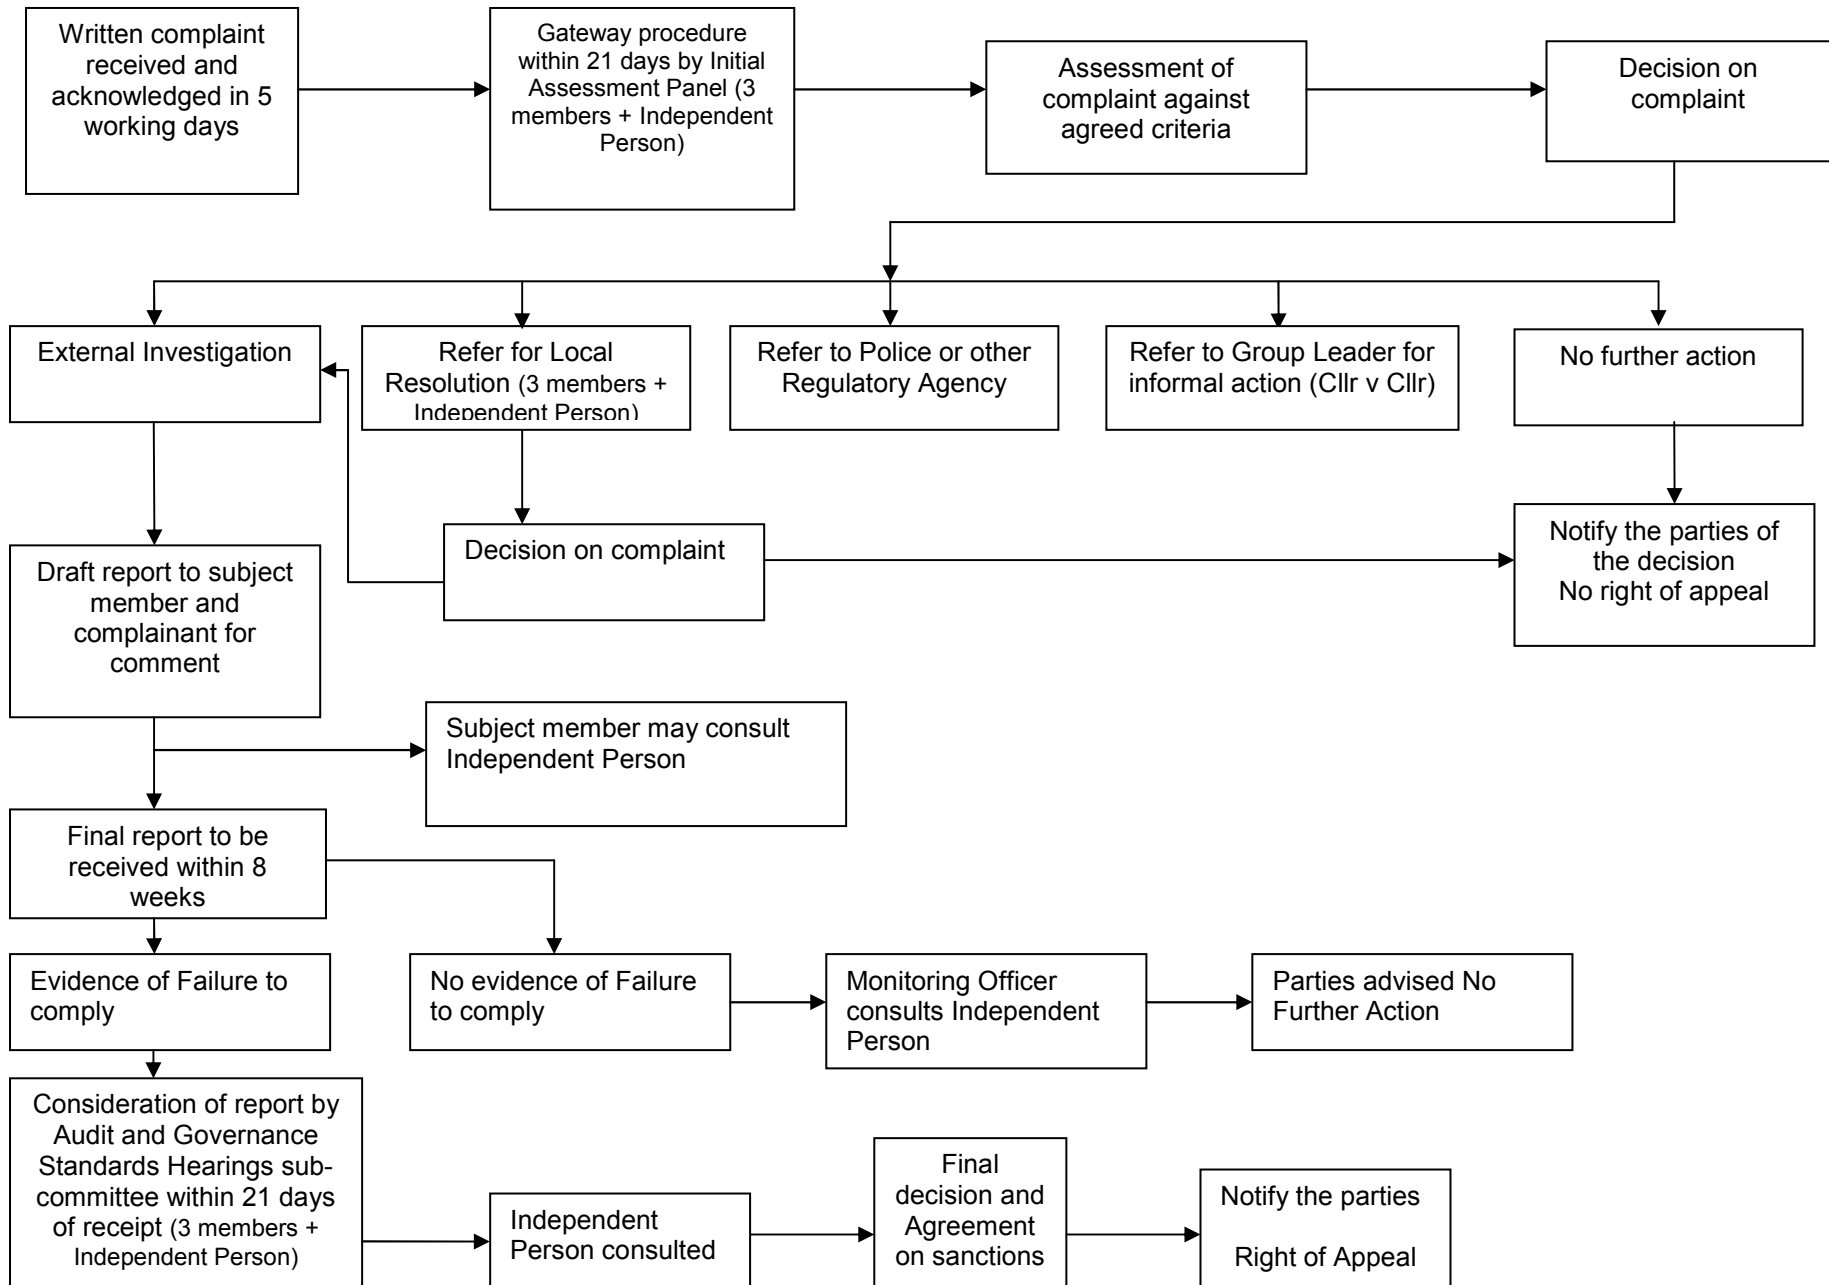 Written complaint
received and
acknowledged in 5
working days
Gateway procedure
within 21 days by Initial
Assessment Panel (3
members + Independent
Person)
Assessment of
complaint against
agreed criteria
Decision on
complaint
External Investigation
Refer for Local
Resolution (3 members +
Independent Person)
Refer to Police or other
Regulatory Agency
Refer to Group Leader for
informal action (Cllr v Cllr)
No further action
Decision on complaint
Notify the parties of
the decision
No right of appeal
Draft report to subject
member and
complainant for
comment
Subject member may consult
Independent Person
Final report to be
received within 8
weeks
Evidence of Failure to
comply
No evidence of Failure
to comply
Monitoring Officer
consults Independent
Person
Parties advised No
Further Action
Consideration of report by
Audit and Governance
Standards Hearings sub-
committee within 21 days
of receipt (3 members +
Independent Person)
Independent
Person consulted
Final
decision and
Agreement
on sanctions
Notify the parties
Right of Appeal